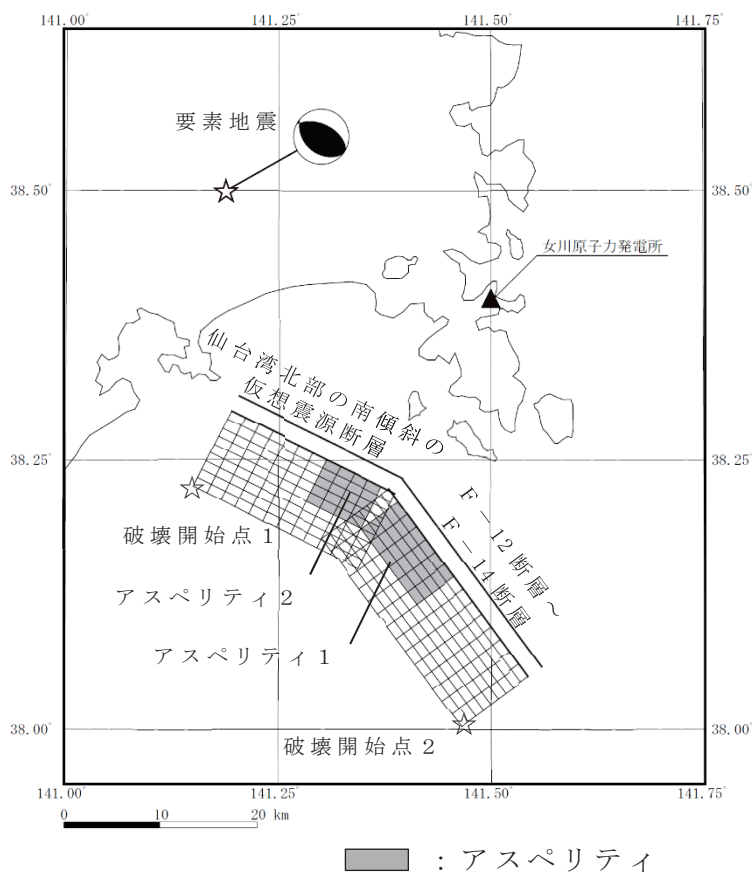 141.00° 141.25° 141.50° 141.75°
要素地震
38.50° 38.50°
女川原子力発電所
仙台湾北部の南傾斜の
仮想震源断層
38.25° 38.25°
F－12断層～
F－14断層
破壊開始点1
アスペリティ2
アスペリティ1
破壊開始点2
38.00° 38.00°
141.00° 141.25° 141.50° 141.75°
0 10 20 km
：アスペリティ